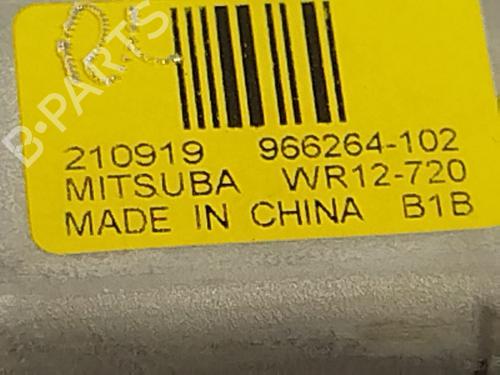 B-PARTS
210919 966264-102
MITSUBA WR12-720
MADE IN CHINA B1B